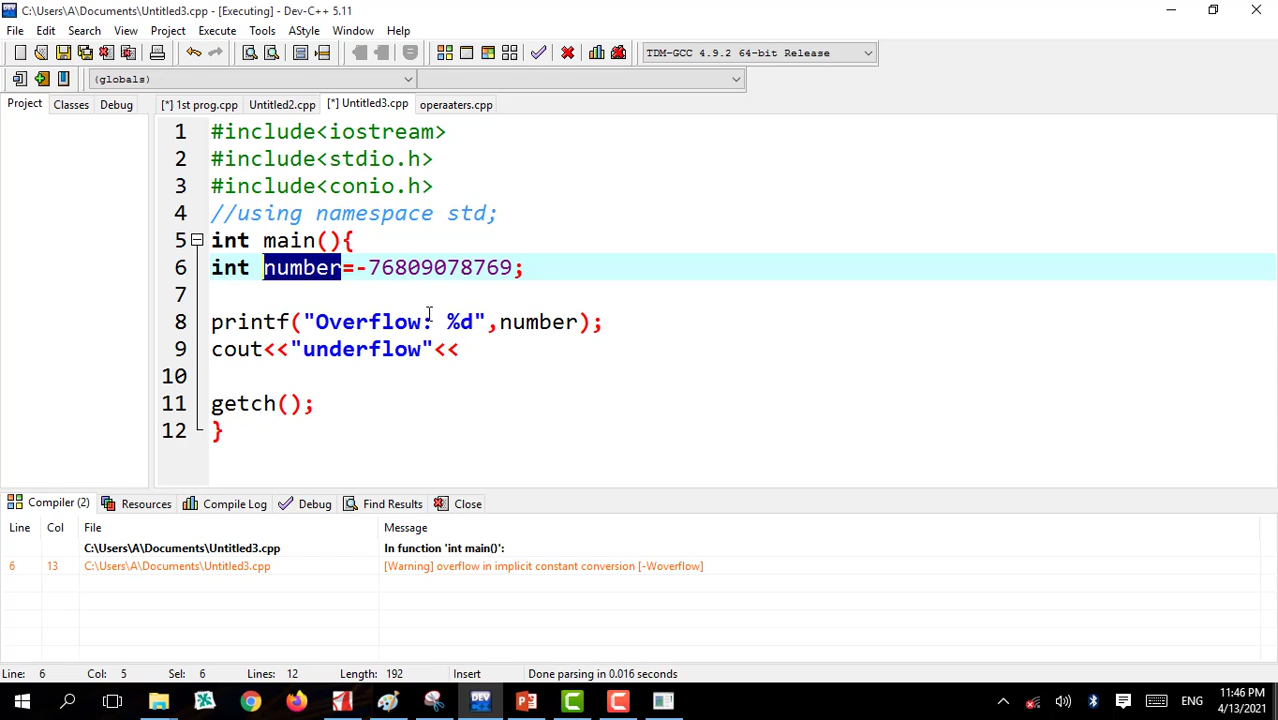 C:\Users\A\Documents\Untitled3.cpp - [Executing] - Dev-C++ 5.11
File Edit Search View Project Execute Tools AStyle Window Help
TDM-GCC 4.9.2 64-bit Release
(globals)
Project Classes Debug [*] 1st prog.cpp Untitled2.cpp [*] Untitled3.cpp operaaters.cpp
1 #include<iostream>
2 #include<stdio.h>
3 #include<conio.h>
4 //using namespace std;
5 int main(){
6 int number=-76809078769;
7
8 printf("Overflow: %d",number);
9 cout<<"underflow"<<
10
11 getch();
12 }
Compiler (2) Resources Compile Log Debug Find Results Close
Line Col File Message
C:\Users\A\Documents\Untitled3.cpp In function 'int main()':
6 13 C:\Users\A\Documents\Untitled3.cpp [Warning] overflow in implicit constant conversion [-Woverflow]
Line: 6 Col: 5 Sel: 6 Lines: 12 Length: 192 Insert Done parsing in 0.016 seconds
DEV ENG 11:46 PM
4/13/2021